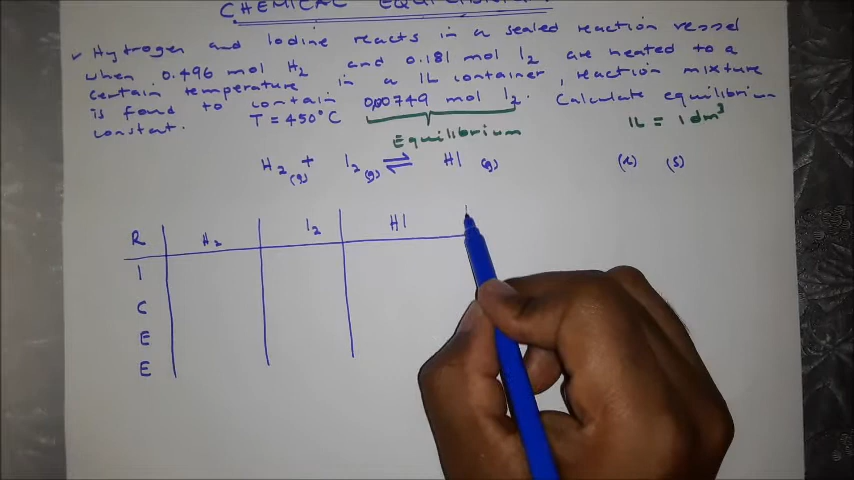 CHEMICAL EQUILIBRIUM
Hydrogen and Iodine reacts in a sealed reaction vessel
when 0.496 mol H₂ and 0.181 mol I₂ are heated to a
certain temperature in a 1L container, reaction mixture
is found to contain 0,00749 mol I₂. Calculate equilibrium
constant. T = 450°C
Equilibrium
1L = 1dm³
H₂(g) + I₂(g) ⇌ HI(g) (l) (s)
R H₂ I₂ HI
I
C
E
E